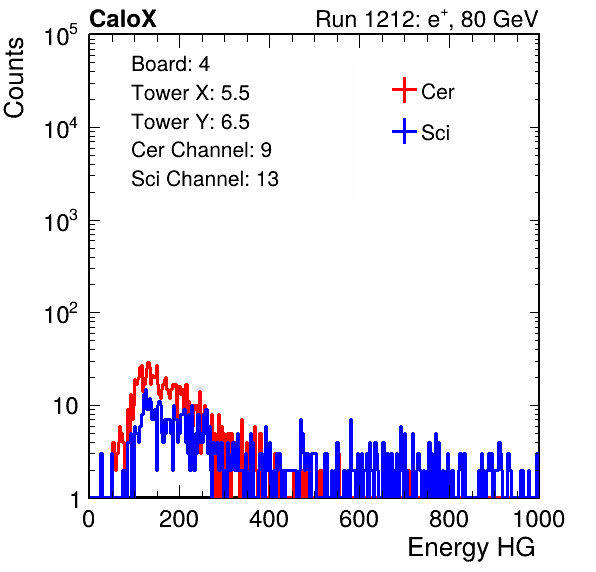 CaloX Run 1212: e⁺, 80 GeV
Counts
10⁵
10⁴
10³
10²
10
1
Board: 4
Tower X: 5.5
Tower Y: 6.5
Cer Channel: 9
Sci Channel: 13
Cer
Sci
0 200 400 600 800 1000
Energy HG